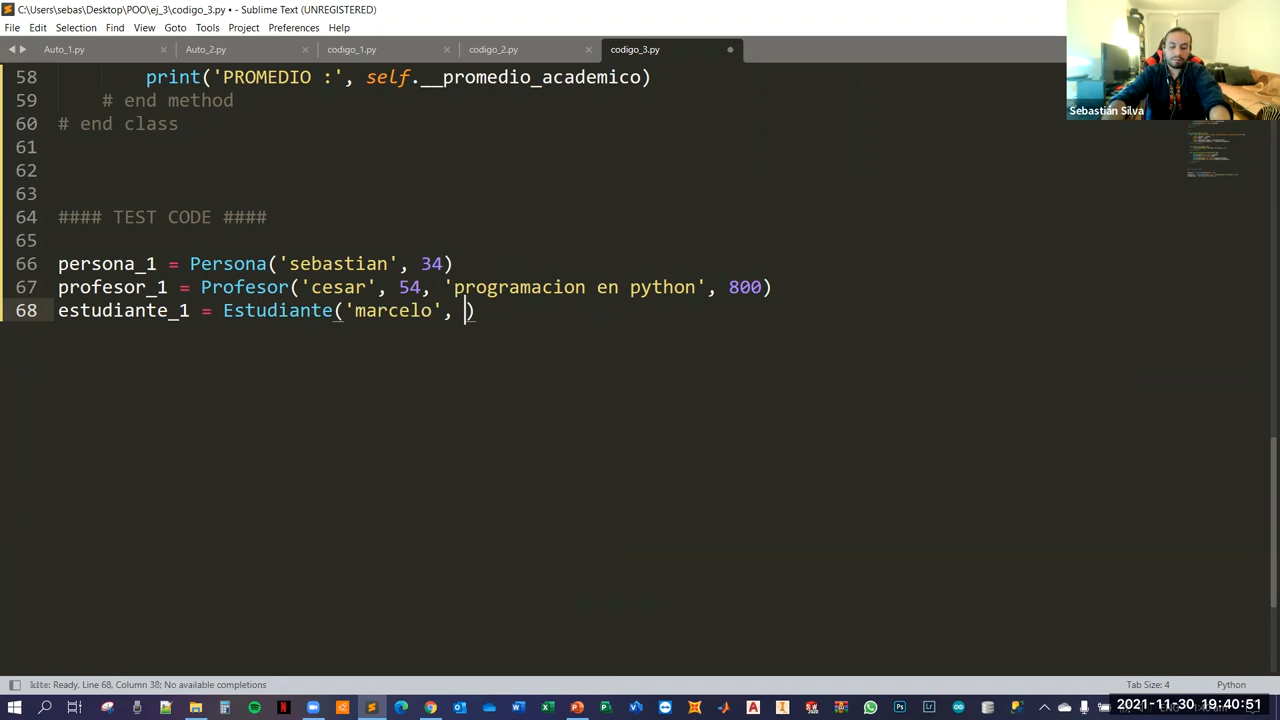 C:\Users\sebas\Desktop\POO\ej_3\codigo_3.py • - Sublime Text (UNREGISTERED)
File Edit Selection Find View Goto Tools Project Preferences Help
Auto_1.py Auto_2.py codigo_1.py codigo_2.py codigo_3.py
Sebastián Silva
58 print('PROMEDIO :', self.__promedio_academico)
59 # end method
60 # end class
61
62
63
64 #### TEST CODE ####
65
66 persona_1 = Persona('sebastian', 34)
67 profesor_1 = Profesor('cesar', 54, 'programacion en python', 800)
68 estudiante_1 = Estudiante('marcelo', )
Ready, Line 68, Column 38; No available completions
Tab Size: 4 Python
2021-11-30 19:40:51